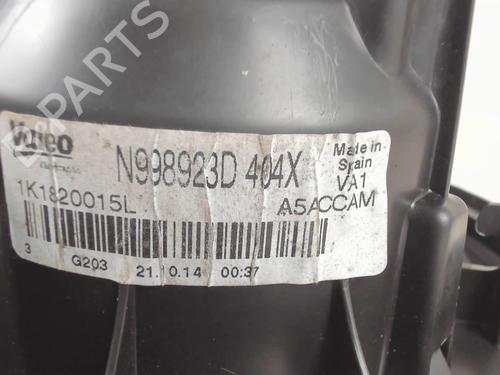 Valeo
N998923D 404X
Made in
Spain
VA1
1K1820015L
A5ACCAM
3 G203 21.10.14 00:37
B-PARTS